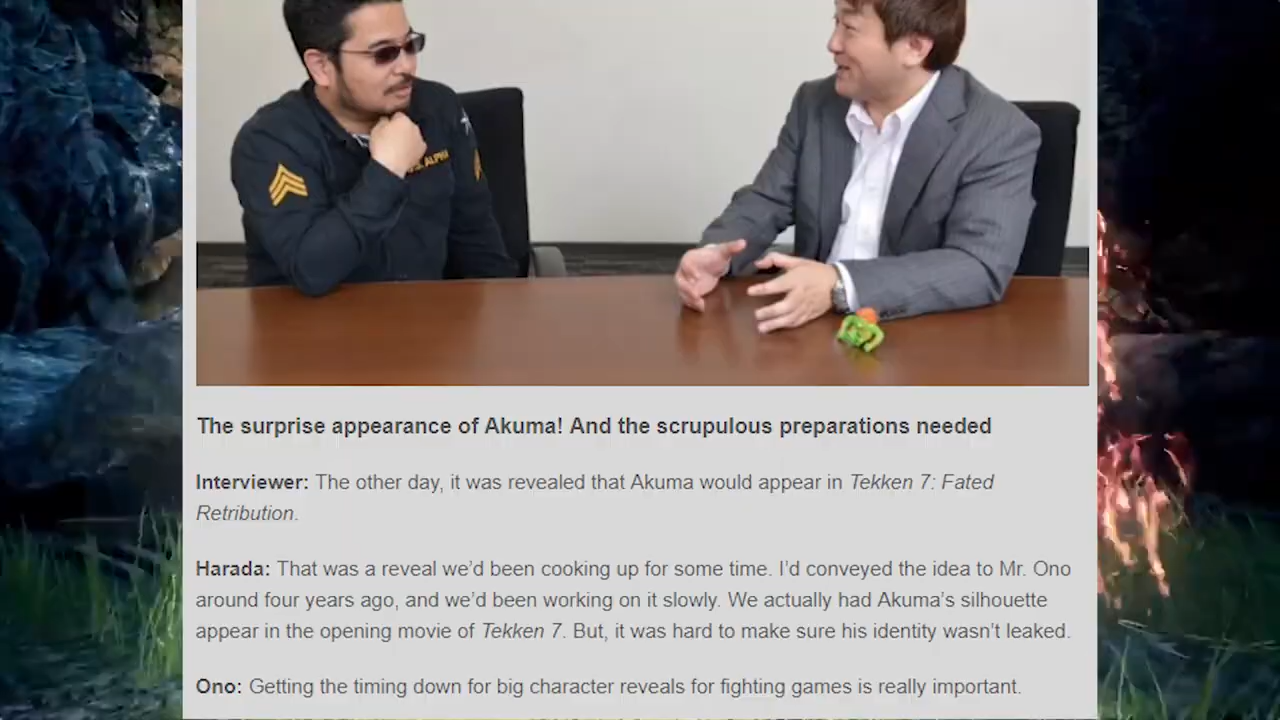 ALPHA
The surprise appearance of Akuma! And the scrupulous preparations needed
Interviewer: The other day, it was revealed that Akuma would appear in Tekken 7: Fated
Retribution.
Harada: That was a reveal we’d been cooking up for some time. I’d conveyed the idea to Mr. Ono
around four years ago, and we’d been working on it slowly. We actually had Akuma’s silhouette
appear in the opening movie of Tekken 7. But, it was hard to make sure his identity wasn’t leaked.
Ono: Getting the timing down for big character reveals for fighting games is really important.